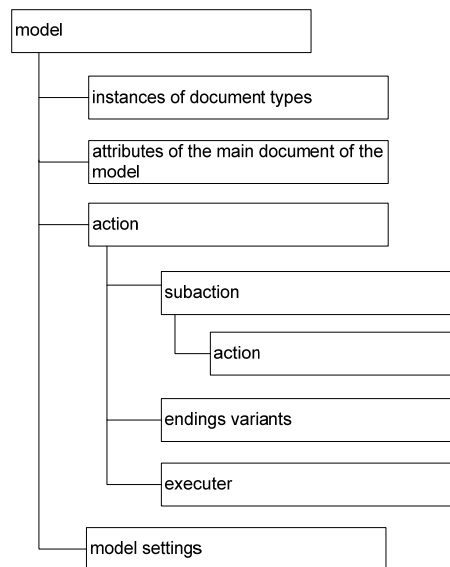 model
instances of document types
attributes of the main document of the
model
action
subaction
action
endings variants
executer
model settings